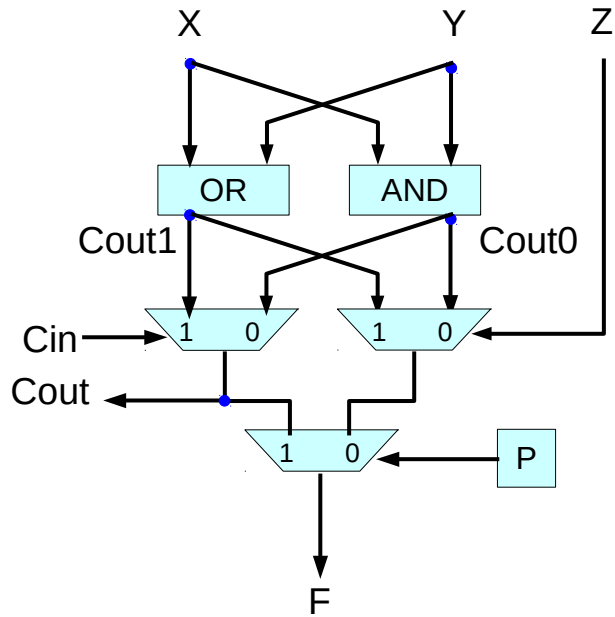 X Y Z
OR AND
Cout1 Cout0
1 0 1 0
Cin
Cout
1 0 P
F